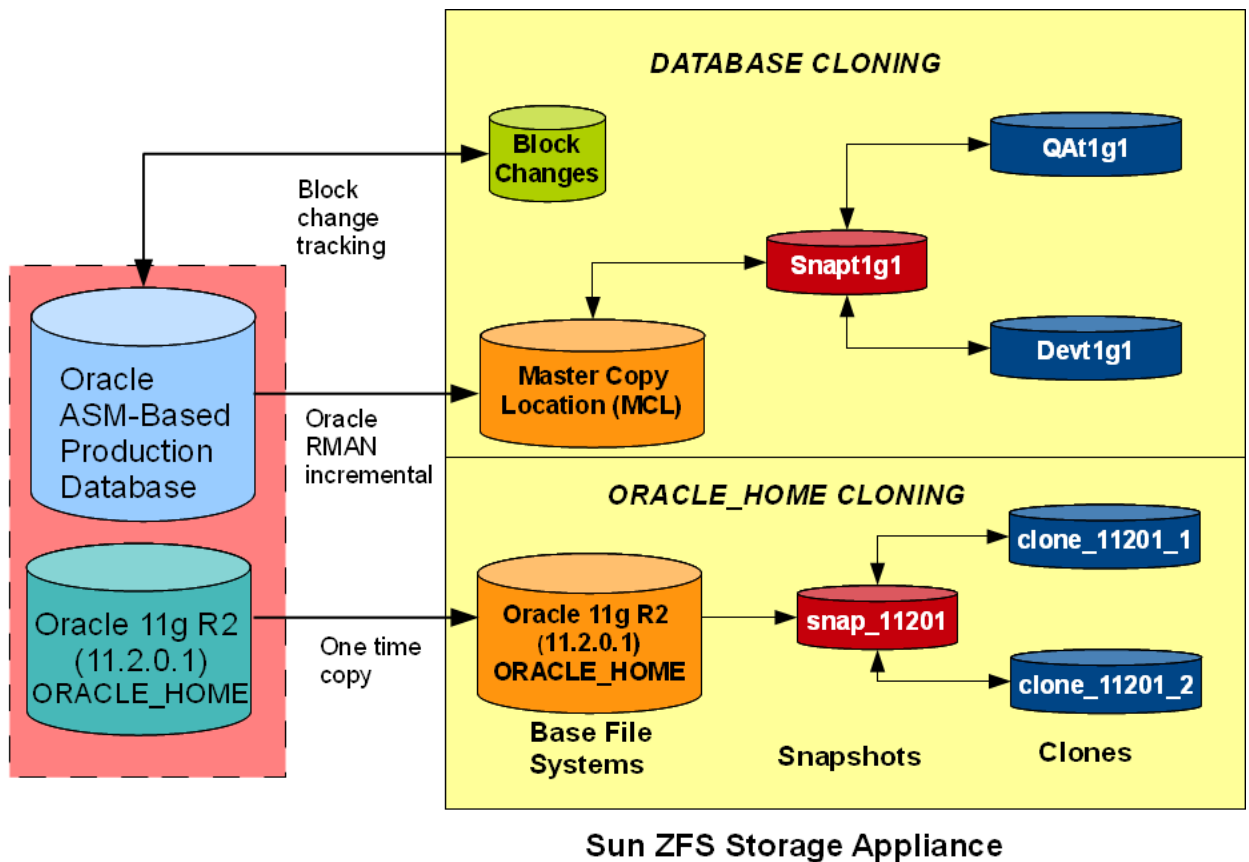 DATABASE CLONING
Block
Changes
QAt1g1
Block
change
tracking
Snapt1g1
Devt1g1
Master Copy
Location (MCL)
Oracle
ASM-Based
Production
Database
Oracle
RMAN
incremental
ORACLE_HOME CLONING
clone_11201_1
Oracle 11g R2
(11.2.0.1)
ORACLE_HOME
One time
copy
Oracle 11g R2
(11.2.0.1)
ORACLE_HOME
snap_11201
clone_11201_2
Base File
Systems
Snapshots
Clones
Sun ZFS Storage Appliance